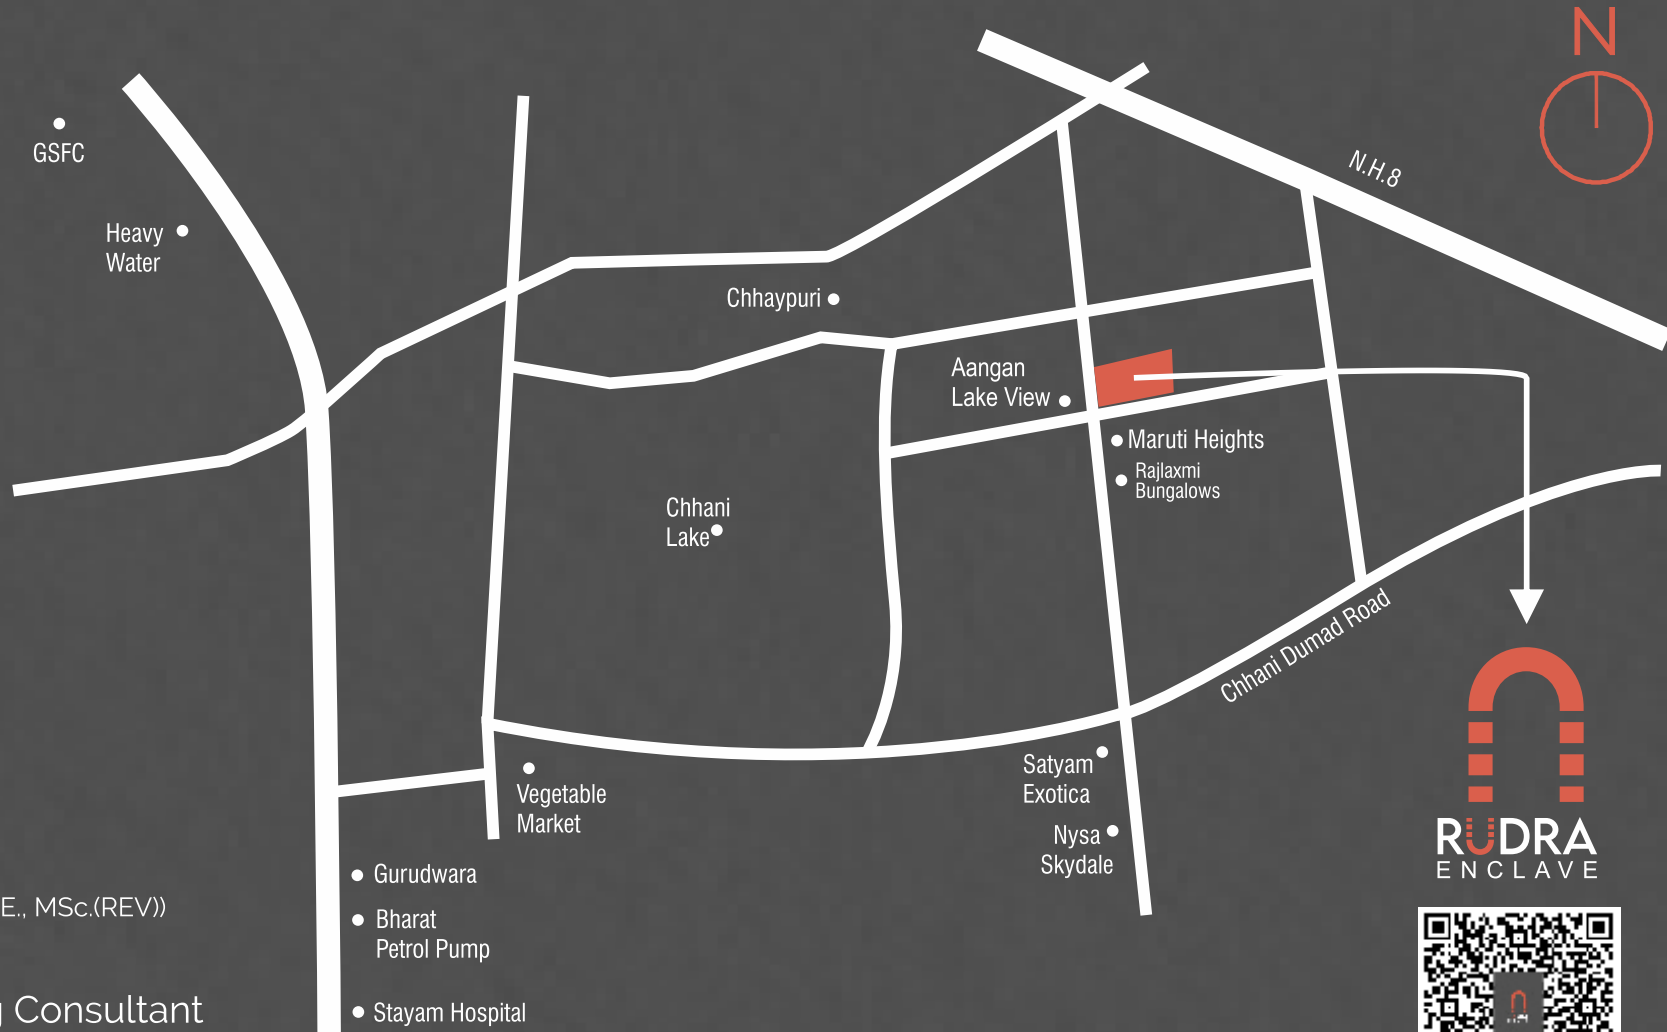 N
N.H.8
GSFC
Heavy
Water
Chhaypuri
Aangan
Lake View
Maruti Heights
Rajlaxmi
Bungalows
Chhani
Lake
Chhani Dumad Road
Satyam
Exotica
Vegetable
Market
Nysa
Skydale
RUDRA
ENCLAVE
Gurudwara
E., MSc.(REV))
Bharat
Petrol Pump
Consultant
Stayam Hospital